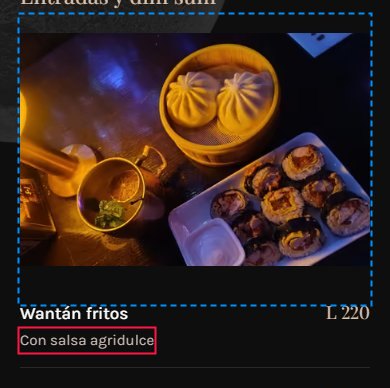 Entradas y dim sum
Wantán fritos
L 220
Con salsa agridulce